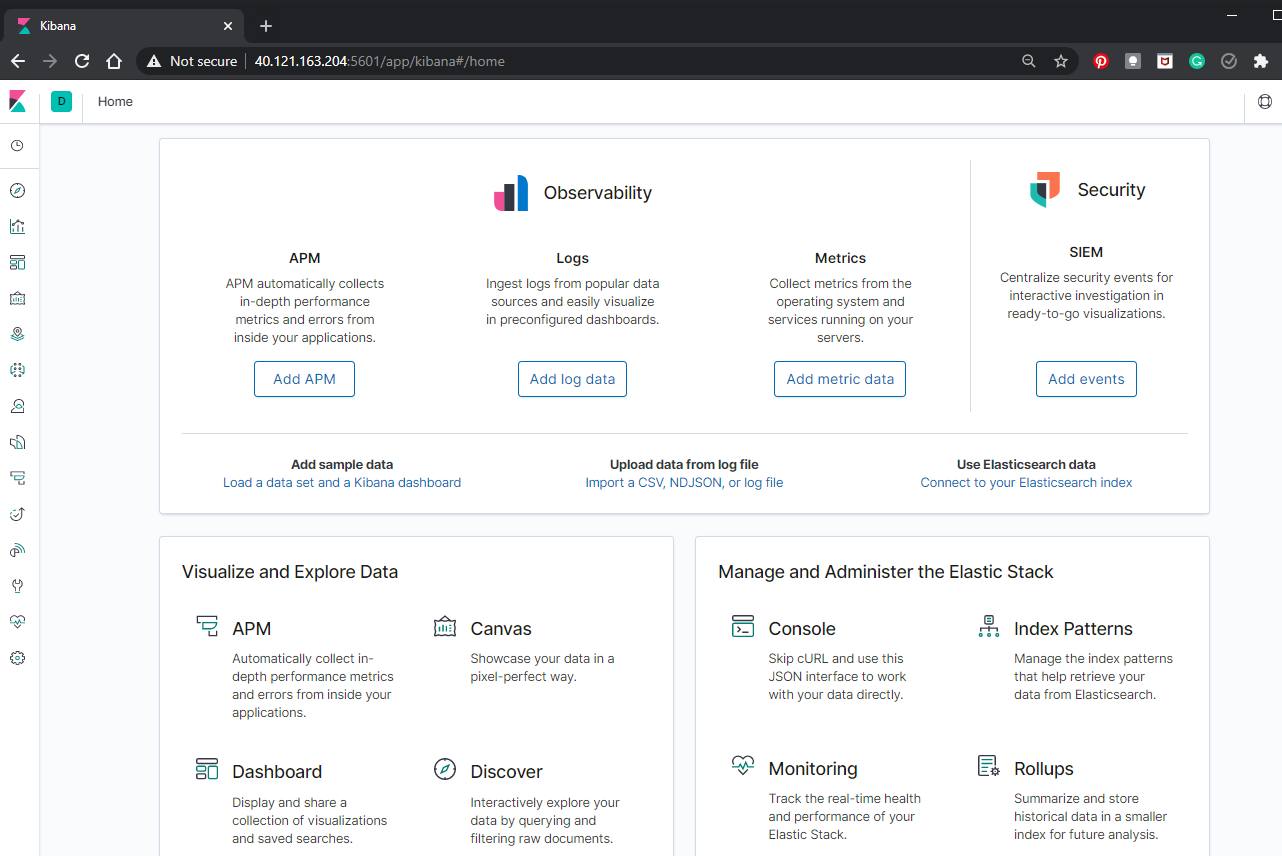 Kibana
Not secure
40.121.163.204:5601/app/kibana#/home
D
Home
Observability
Security
APM
APM automatically collects
in-depth performance
metrics and errors from
inside your applications.
Add APM
Logs
Ingest logs from popular data
sources and easily visualize
in preconfigured dashboards.
Add log data
Metrics
Collect metrics from the
operating system and
services running on your
servers.
Add metric data
SIEM
Centralize security events for
interactive investigation in
ready-to-go visualizations.
Add events
Add sample data
Load a data set and a Kibana dashboard
Upload data from log file
Import a CSV, NDJSON, or log file
Use Elasticsearch data
Connect to your Elasticsearch index
Visualize and Explore Data
APM
Automatically collect in-
depth performance metrics
and errors from inside your
applications.
Canvas
Showcase your data in a
pixel-perfect way.
Dashboard
Display and share a
collection of visualizations
and saved searches.
Discover
Interactively explore your
data by querying and
filtering raw documents.
Manage and Administer the Elastic Stack
Console
Skip cURL and use this
JSON interface to work
with your data directly.
Index Patterns
Manage the index patterns
that help retrieve your
data from Elasticsearch.
Monitoring
Track the real-time health
and performance of your
Elastic Stack.
Rollups
Summarize and store
historical data in a smaller
index for future analysis.